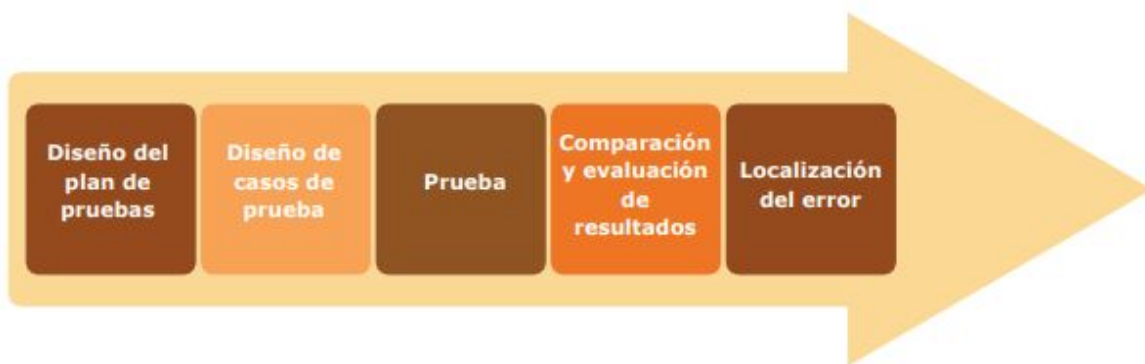 Diseño del
plan de
pruebas
Diseño de
casos de
prueba
Prueba
Comparación
y evaluación
de
resultados
Localización
del error